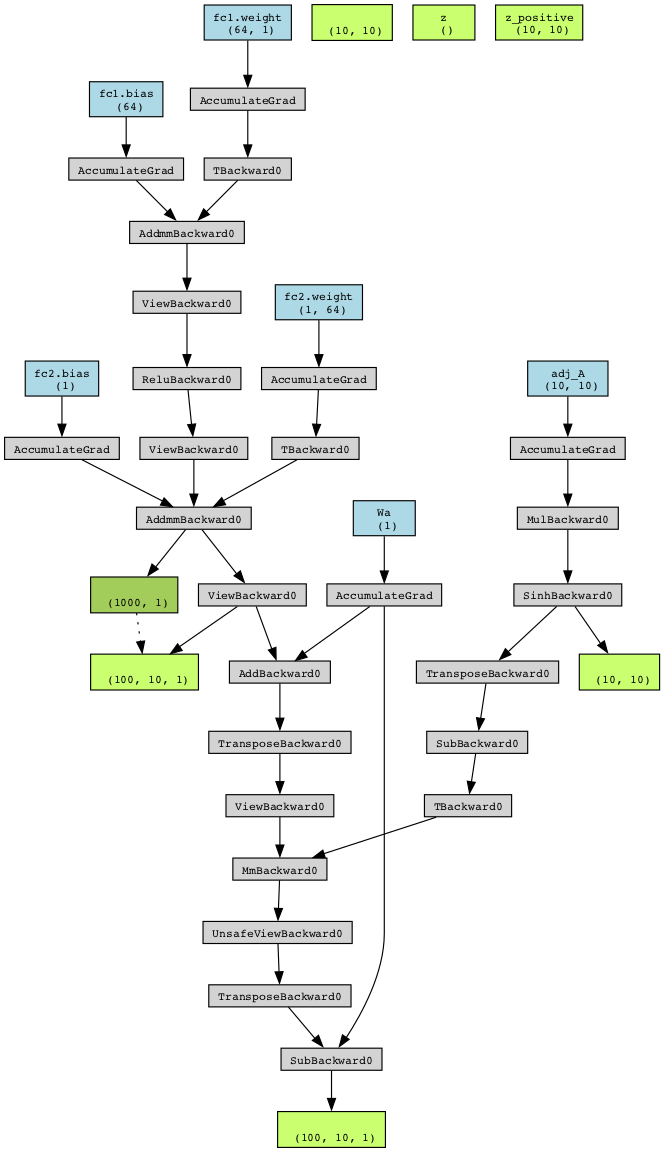 fc1.weight
(64, 1)
(10, 10)
z
()
z_positive
(10, 10)
fc1.bias
(64)
AccumulateGrad
AccumulateGrad
TBackward0
AddmmBackward0
ViewBackward0
fc2.weight
(1, 64)
fc2.bias
(1)
ReluBackward0
AccumulateGrad
adj_A
(10, 10)
AccumulateGrad
ViewBackward0
TBackward0
AccumulateGrad
AddmmBackward0
Wa
(1)
MulBackward0
(1000, 1)
ViewBackward0
AccumulateGrad
SinhBackward0
(100, 10, 1)
AddBackward0
TransposeBackward0
(10, 10)
TransposeBackward0
SubBackward0
ViewBackward0
TBackward0
MmBackward0
UnsafeViewBackward0
TransposeBackward0
SubBackward0
(100, 10, 1)